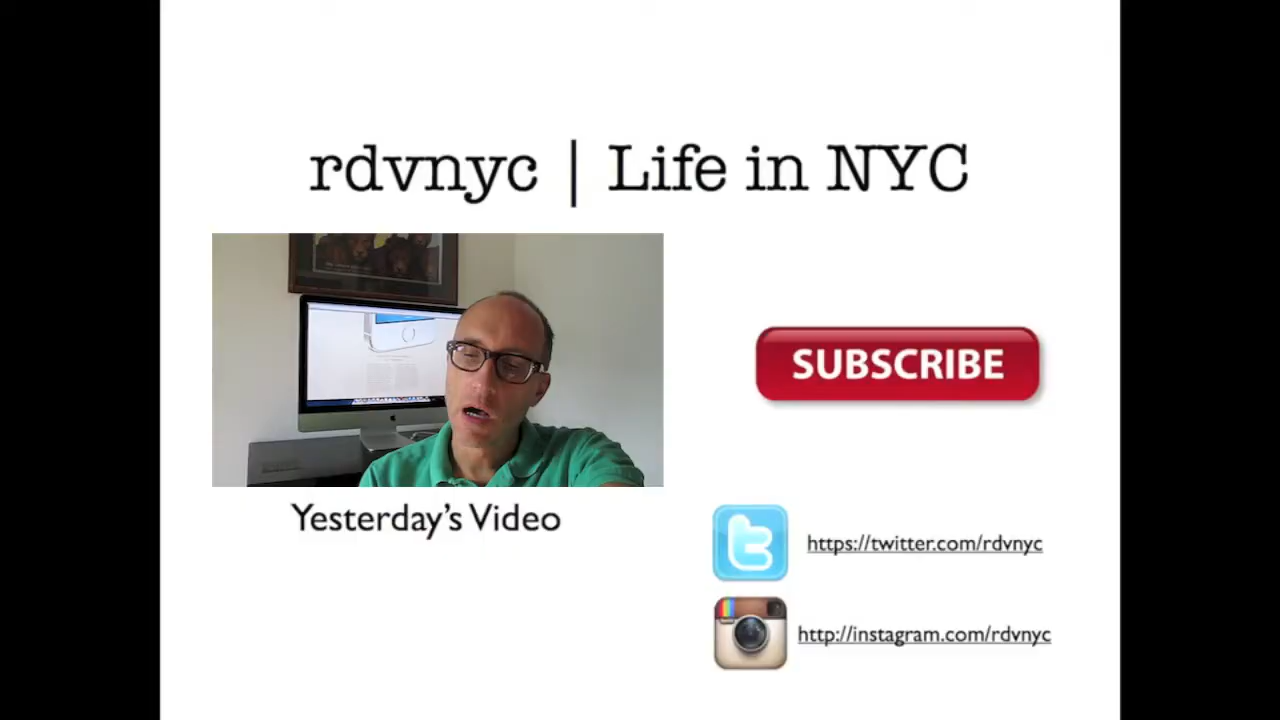 rdvnyc | Life in NYC
SUBSCRIBE
Yesterday's Video
https://twitter.com/rdvnyc
http://instagram.com/rdvnyc